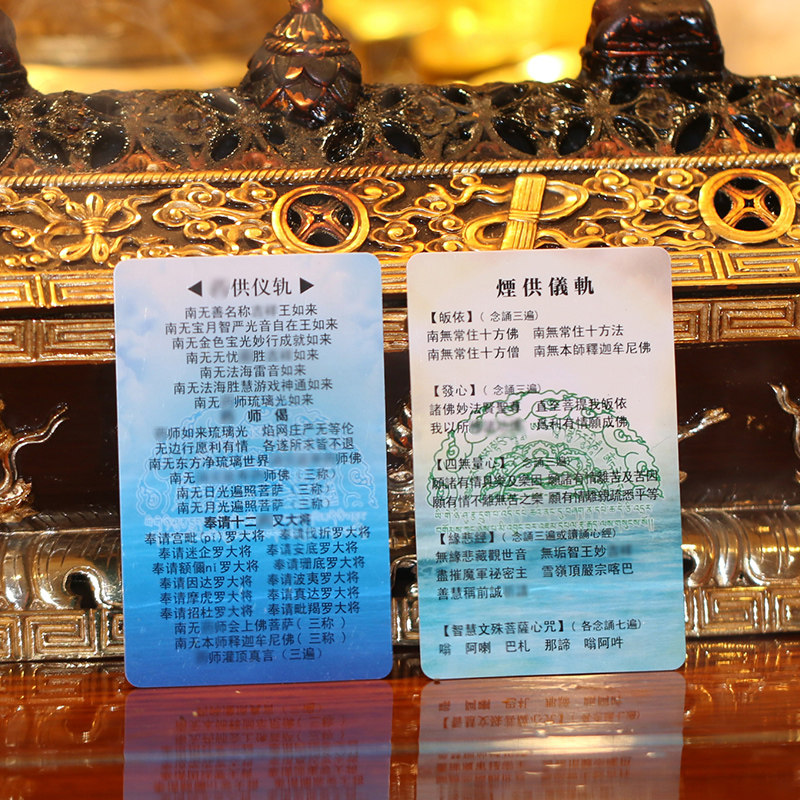 供仪轨
南无善名称王如来
南无宝月智严光音自在王如来
南无金色宝光妙行成就如来
南无无忧胜如来
南无法海雷音如来
南无法海胜慧游戏神通如来
南无师琉璃光如来
师 偈
师如来琉璃光 焰网庄严无等伦
无边行愿利有情 各遂所求皆不退
南无东方净琉璃世界师佛
南无师佛（三称）
南无日光遍照菩萨（三称）
南无月光遍照菩萨（三称）
奉请十二叉大将
奉请宫毗(pí)罗大将 奉请伐折罗大将
奉请迷企罗大将 奉请安底罗大将
奉请额儞nǐ罗大将 奉请珊底罗大将
奉请因达罗大将 奉请波夷罗大将
奉请摩虎罗大将 奉请真达罗大将
奉请招杜罗大将 奉请毗羯罗大将
南无师会上佛菩萨（三称）
南无本师释迦牟尼佛（三称）
师灌顶真言（三遍）
煙供儀軌
【皈依】（念誦三遍）
南無常住十方佛 南無常住十方法
南無常住十方僧 南無本師釋迦牟尼佛
【發心】（念誦三遍）
諸佛妙法賢聖尊 直至菩提我皈依
我以所 爲利有情願成佛
【四無量心】（念誦三遍）
願諸有情具樂及樂因 願諸有情離苦及苦因
願有情不離無苦之樂 願有情離親疏愿平等
【緣悲經】（念誦三遍或讀誦心經）
無緣悲藏觀世音 無垢智王妙
盡摧魔軍祕密主 雪嶺頂嚴宗喀巴
善慧稱前誠
【智慧文殊菩薩心咒】（各念誦七遍）
嗡 阿喇 巴札 那諦 嗡阿吽